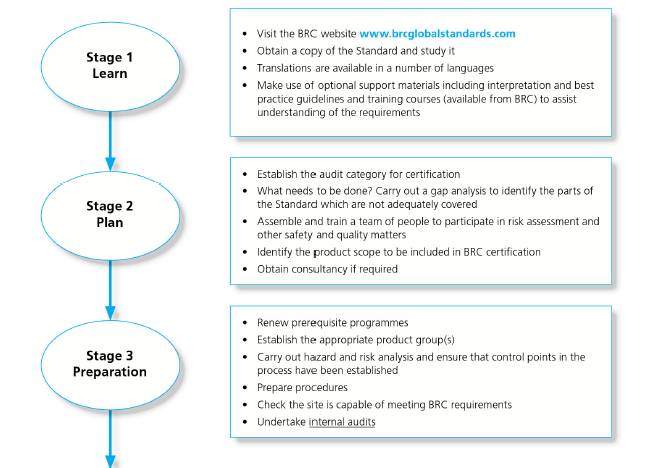 Stage 1
Learn
• Visit the BRC website www.brcglobalstandards.com
• Obtain a copy of the Standard and study it
• Translations are available in a number of languages
• Make use of optional support materials including interpretation and best
practice guidelines and training courses (available from BRC) to assist
understanding of the requirements
Stage 2
Plan
• Establish the audit category for certification
• What needs to be done? Carry out a gap analysis to identify the parts of
the Standard which are not adequately covered
• Assemble and train a team of people to participate in risk assessment and
other safety and quality matters
• Identify the product scope to be included in BRC certification
• Obtain consultancy if required
Stage 3
Preparation
• Renew prerequisite programmes
• Establish the appropriate product group(s)
• Carry out hazard and risk analysis and ensure that control points in the
process have been established
• Prepare procedures
• Check the site is capable of meeting BRC requirements
• Undertake internal audits